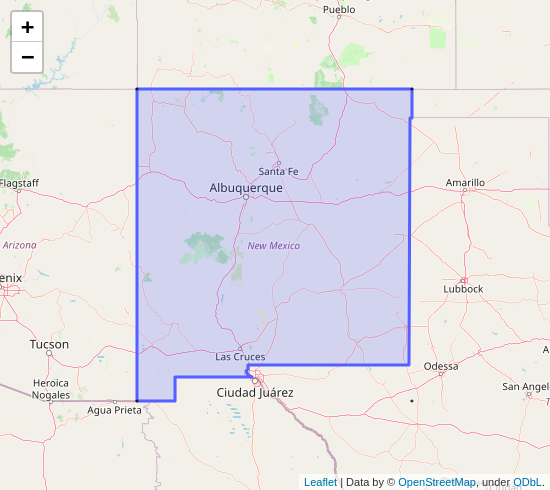 +
−
Pueblo
Santa Fe
Flagstaff
Albuquerque
Amarillo
Arizona
New Mexico
enix
Lubbock
Tucson
Las Cruces
A
Odessa
Heroica
Nogales
Ciudad Juárez
San Angel
Agua Prieta
Leaflet | Data by © OpenStreetMap, under ODbL.